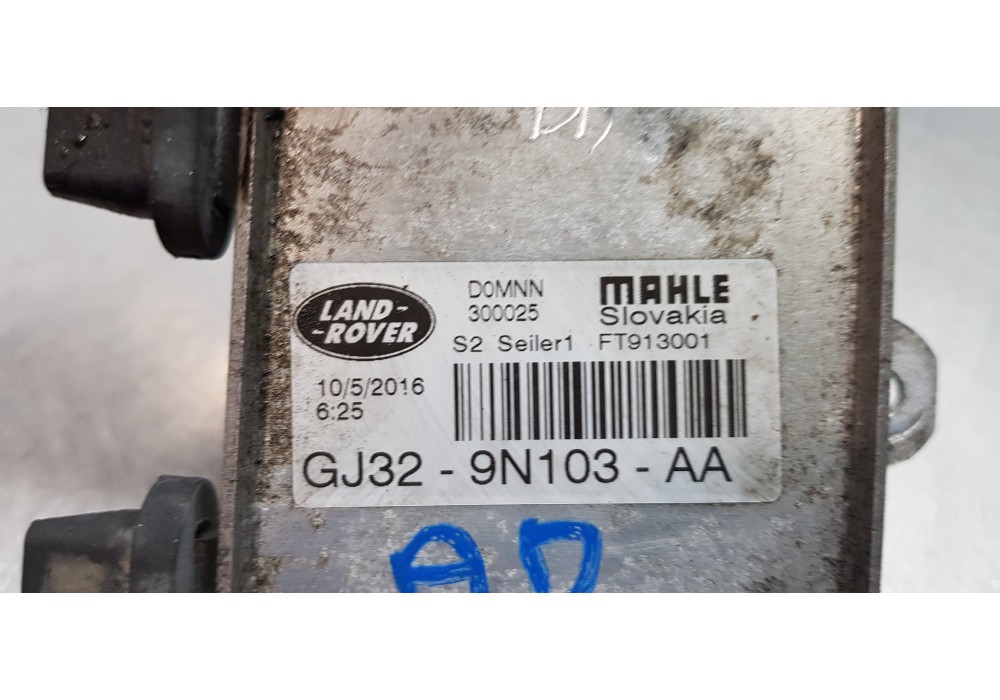 LAND-
-ROVER
D0MNN
300025
S2 Seiler1
MAHLE
Slovakia
FT913001
10/5/2016
6:25
GJ32 - 9N103 - AA